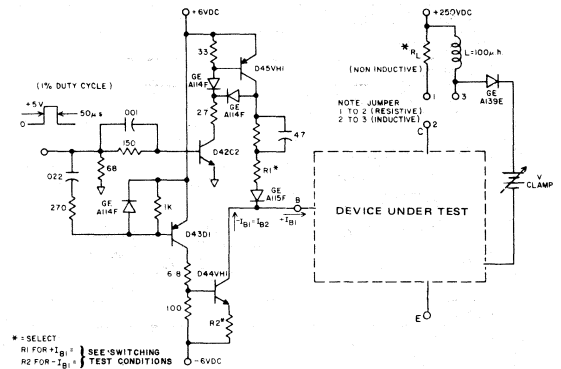 +6VDC
+250VDC
33
D45VH1
* RL
L=100μh
GE
A114F
(NON INDUCTIVE)
(1% DUTY CYCLE)
GE
A114F
1
3
GE
A139E
+5V
50μs
0
.001
27
.47
NOTE JUMPER
1 TO 2 (RESISTIVE)
2 TO 3 (INDUCTIVE)
2
C
150
D42C2
R1*
68
V
CLAMP
.022
GE
A114F
GE
A115F
B
DEVICE UNDER TEST
270
1K
-IB1=IB2
+IB1
D43D1
6.8
D44VH1
100
R2*
E
* = SELECT
R1 FOR +IB1 =
R2 FOR -IB1 =
} SEE 'SWITCHING
TEST CONDITIONS
-6VDC